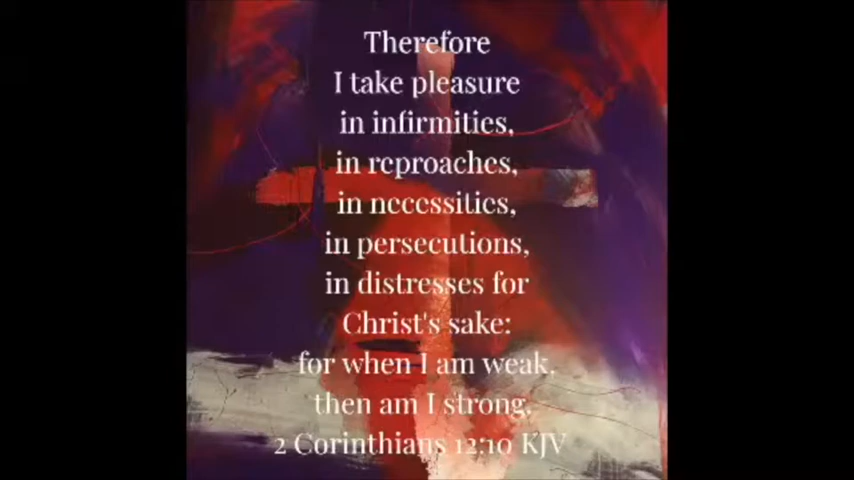 Therefore
I take pleasure
in infirmities,
in reproaches,
in necessities,
in persecutions,
in distresses for
Christ's sake:
for when I am weak,
then am I strong.
2 Corinthians 12:10 KJV